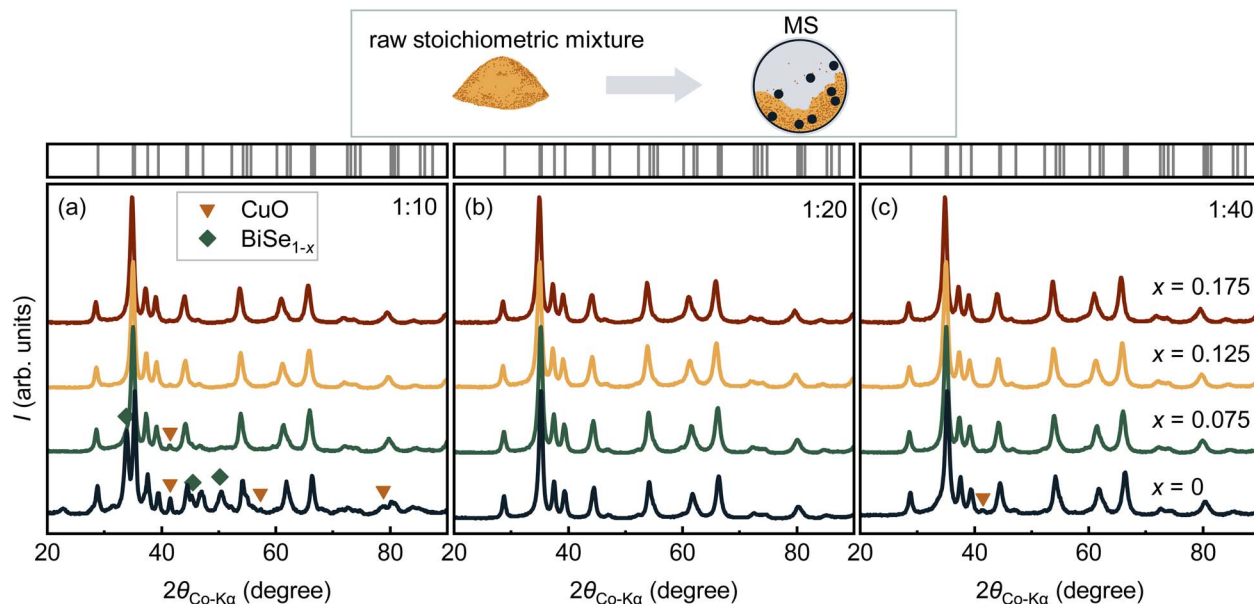 raw stoichiometric mixture
MS
(a)
CuO
BiSe1-x
1:10
(b)
1:20
(c)
1:40
x = 0.175
x = 0.125
x = 0.075
x = 0
I (arb. units)
20 40 60 80 20 40 60 80 20 40 60 80
2θCo-Kα (degree) 2θCo-Kα (degree) 2θCo-Kα (degree)